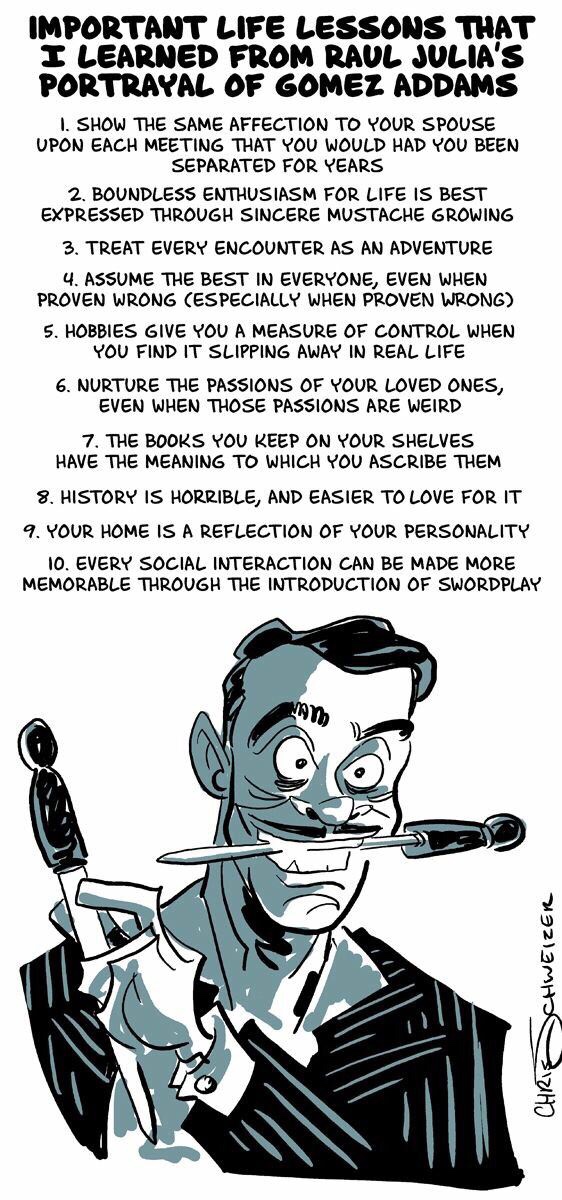 IMPORTANT LIFE LESSONS THAT
I LEARNED FROM RAUL JULIA'S
PORTRAYAL OF GOMEZ ADDAMS
1. SHOW THE SAME AFFECTION TO YOUR SPOUSE
UPON EACH MEETING THAT YOU WOULD HAD YOU BEEN
SEPARATED FOR YEARS
2. BOUNDLESS ENTHUSIASM FOR LIFE IS BEST
EXPRESSED THROUGH SINCERE MUSTACHE GROWING
3. TREAT EVERY ENCOUNTER AS AN ADVENTURE
4. ASSUME THE BEST IN EVERYONE, EVEN WHEN
PROVEN WRONG (ESPECIALLY WHEN PROVEN WRONG)
5. HOBBIES GIVE YOU A MEASURE OF CONTROL WHEN
YOU FIND IT SLIPPING AWAY IN REAL LIFE
6. NURTURE THE PASSIONS OF YOUR LOVED ONES,
EVEN WHEN THOSE PASSIONS ARE WEIRD
7. THE BOOKS YOU KEEP ON YOUR SHELVES
HAVE THE MEANING TO WHICH YOU ASCRIBE THEM
8. HISTORY IS HORRIBLE, AND EASIER TO LOVE FOR IT
9. YOUR HOME IS A REFLECTION OF YOUR PERSONALITY
10. EVERY SOCIAL INTERACTION CAN BE MADE MORE
MEMORABLE THROUGH THE INTRODUCTION OF SWORDPLAY
CHRIS SCHWEIZER